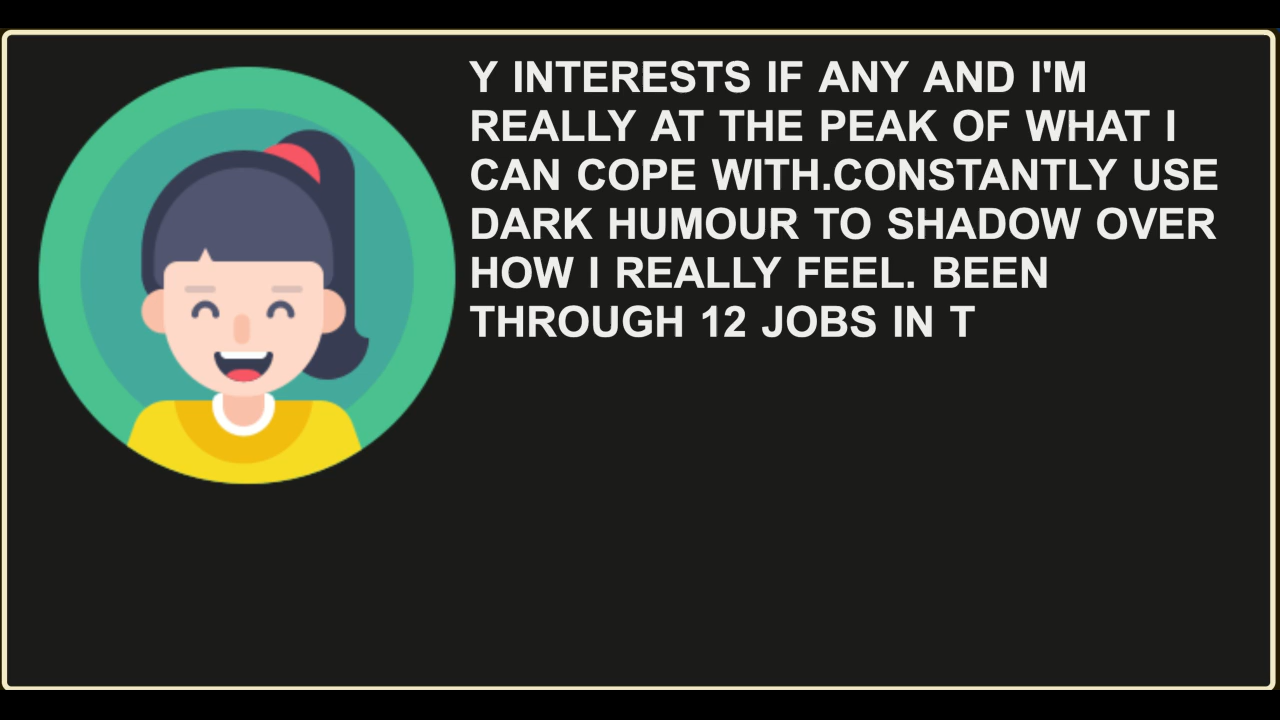 Y INTERESTS IF ANY AND I'M
REALLY AT THE PEAK OF WHAT I
CAN COPE WITH.CONSTANTLY USE
DARK HUMOUR TO SHADOW OVER
HOW I REALLY FEEL. BEEN
THROUGH 12 JOBS IN T